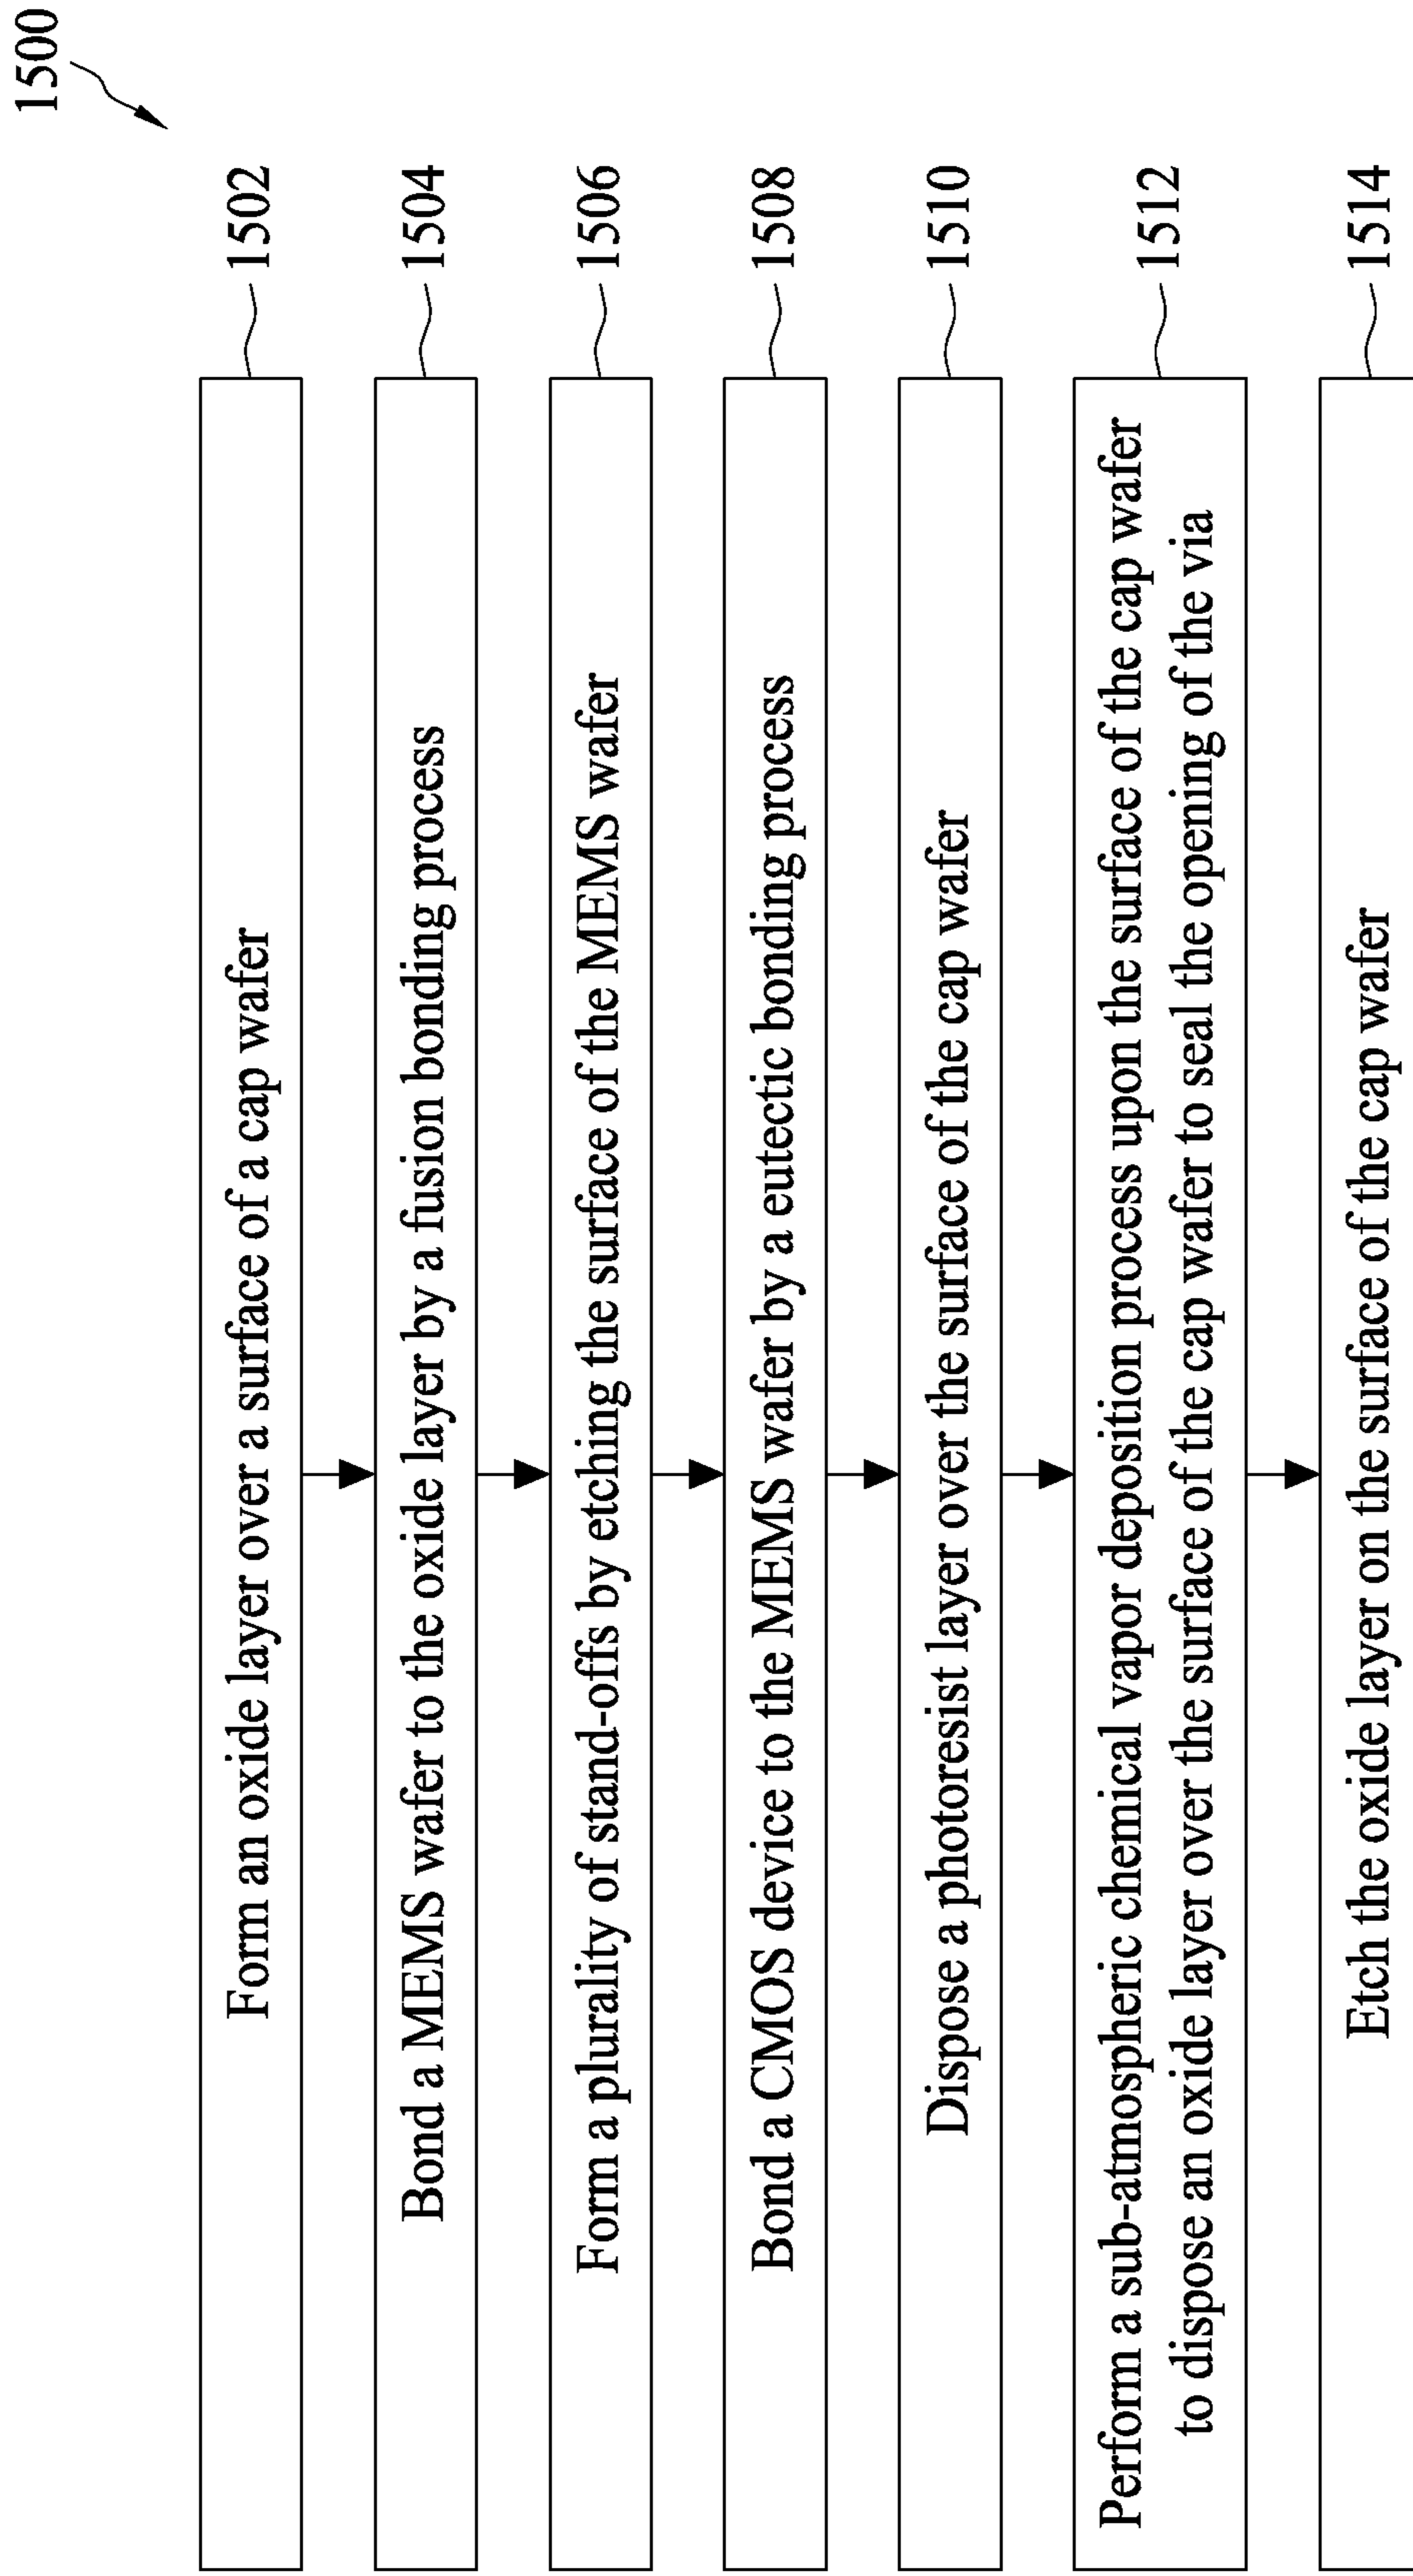 1500
Form an oxide layer over a surface of a cap wafer
1502
Bond a MEMS wafer to the oxide layer by a fusion bonding process
1504
Form a plurality of stand-offs by etching the surface of the MEMS wafer
1506
Bond a CMOS device to the MEMS wafer by a eutectic bonding process
1508
Dispose a photoresist layer over the surface of the cap wafer
1510
Perform a sub-atmospheric chemical vapor deposition process upon the surface of the cap wafer
to dispose an oxide layer over the surface of the cap wafer to seal the opening of the via
1512
Etch the oxide layer on the surface of the cap wafer
1514